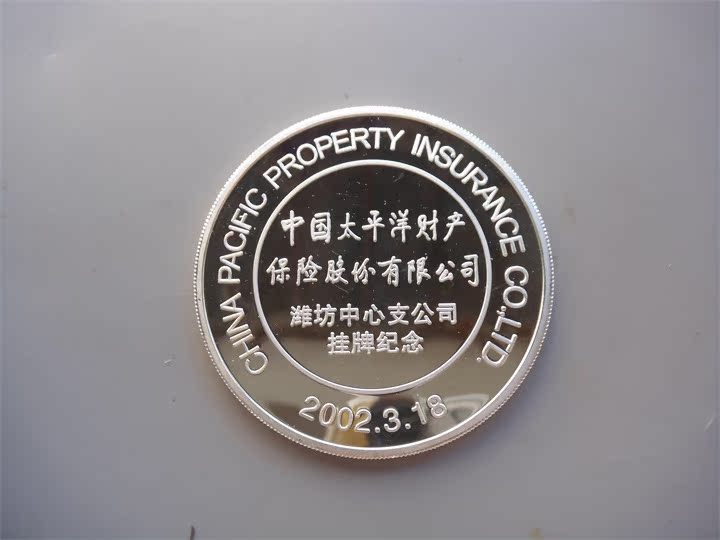 CHINA PACIFIC PROPERTY INSURANCE CO.,LTD.
中国太平洋财产
保险股份有限公司
潍坊中心支公司
挂牌纪念
2002.3.18